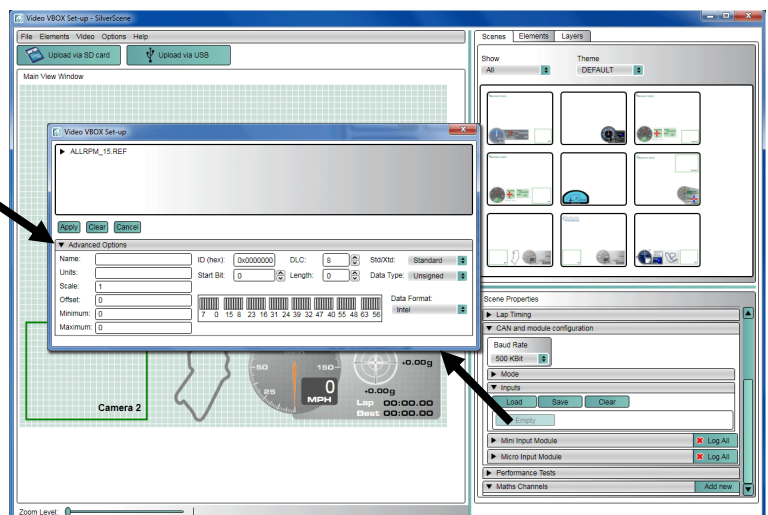 Video VBOX Set-up - SilverScene
File Elements Video Options Help
Upload via SD card
Upload via USB
Main View Window
Video VBOX Set-up
ALLRPM_15.REF
Apply Clear Cancel
Advanced Options
Name:
Units:
Scale: 1
Offset: 0
Minimum: 0
Maximum: 0
ID (hex): 0x0000000 DLC: 8 Std/Xtd: Standard
Start Bit: 0 Length: 0 Data Type: Unsigned
7 0 15 8 23 16 31 24 39 32 47 40 55 48 63 56
Data Format:
Intel
Camera 2
50 150
25
0
MPH
+0.00g
+0.00g
Lap 00:00.00
Best 00:00.00
Zoom Level:
Scenes Elements Layers
Show Theme
All DEFAULT
Scene Properties
Lap Timing
CAN and module configuration
Baud Rate
500 KBit
Mode
Inputs
Load Save Clear
Empty
Mini Input Module Log All
Micro Input Module Log All
Performance Tests
Maths Channels Add new